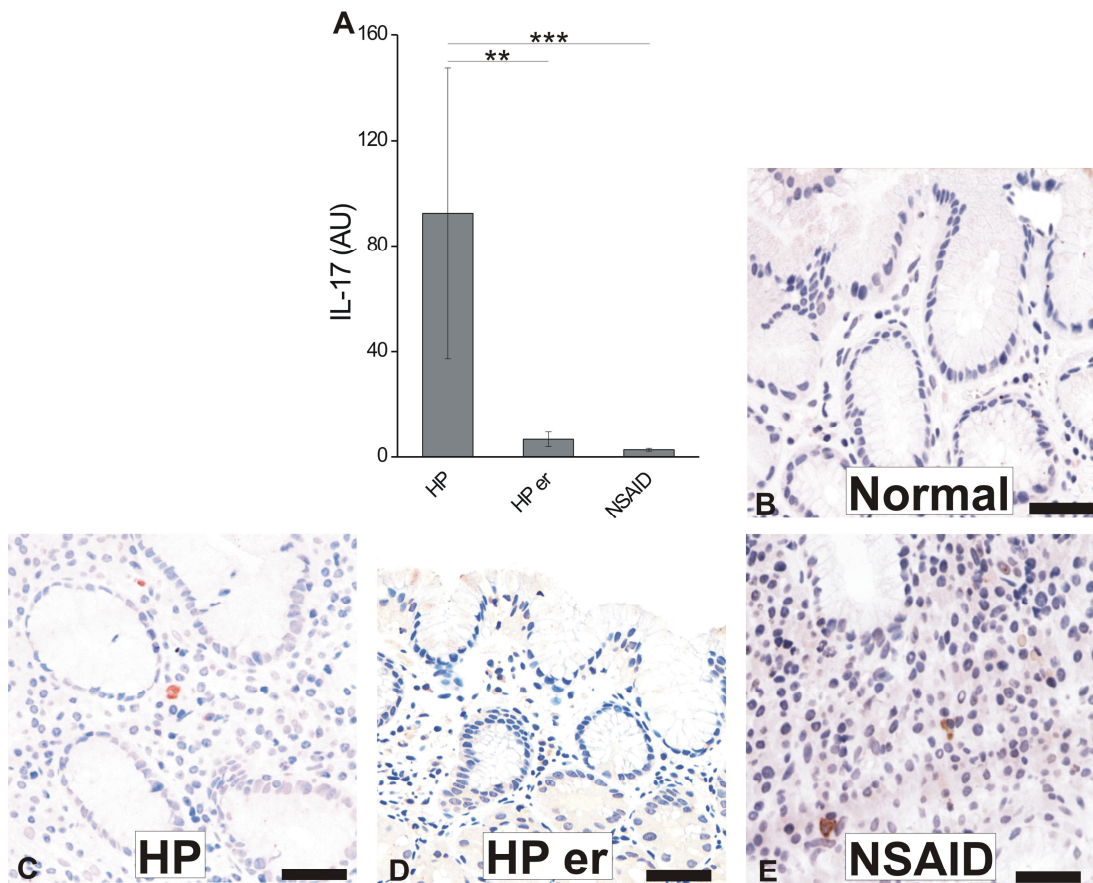 A
160
***
**
120
80
40
0
IL-17 (AU)
HP
HP er
NSAID
B
Normal
C
HP
D
HP er
E
NSAID